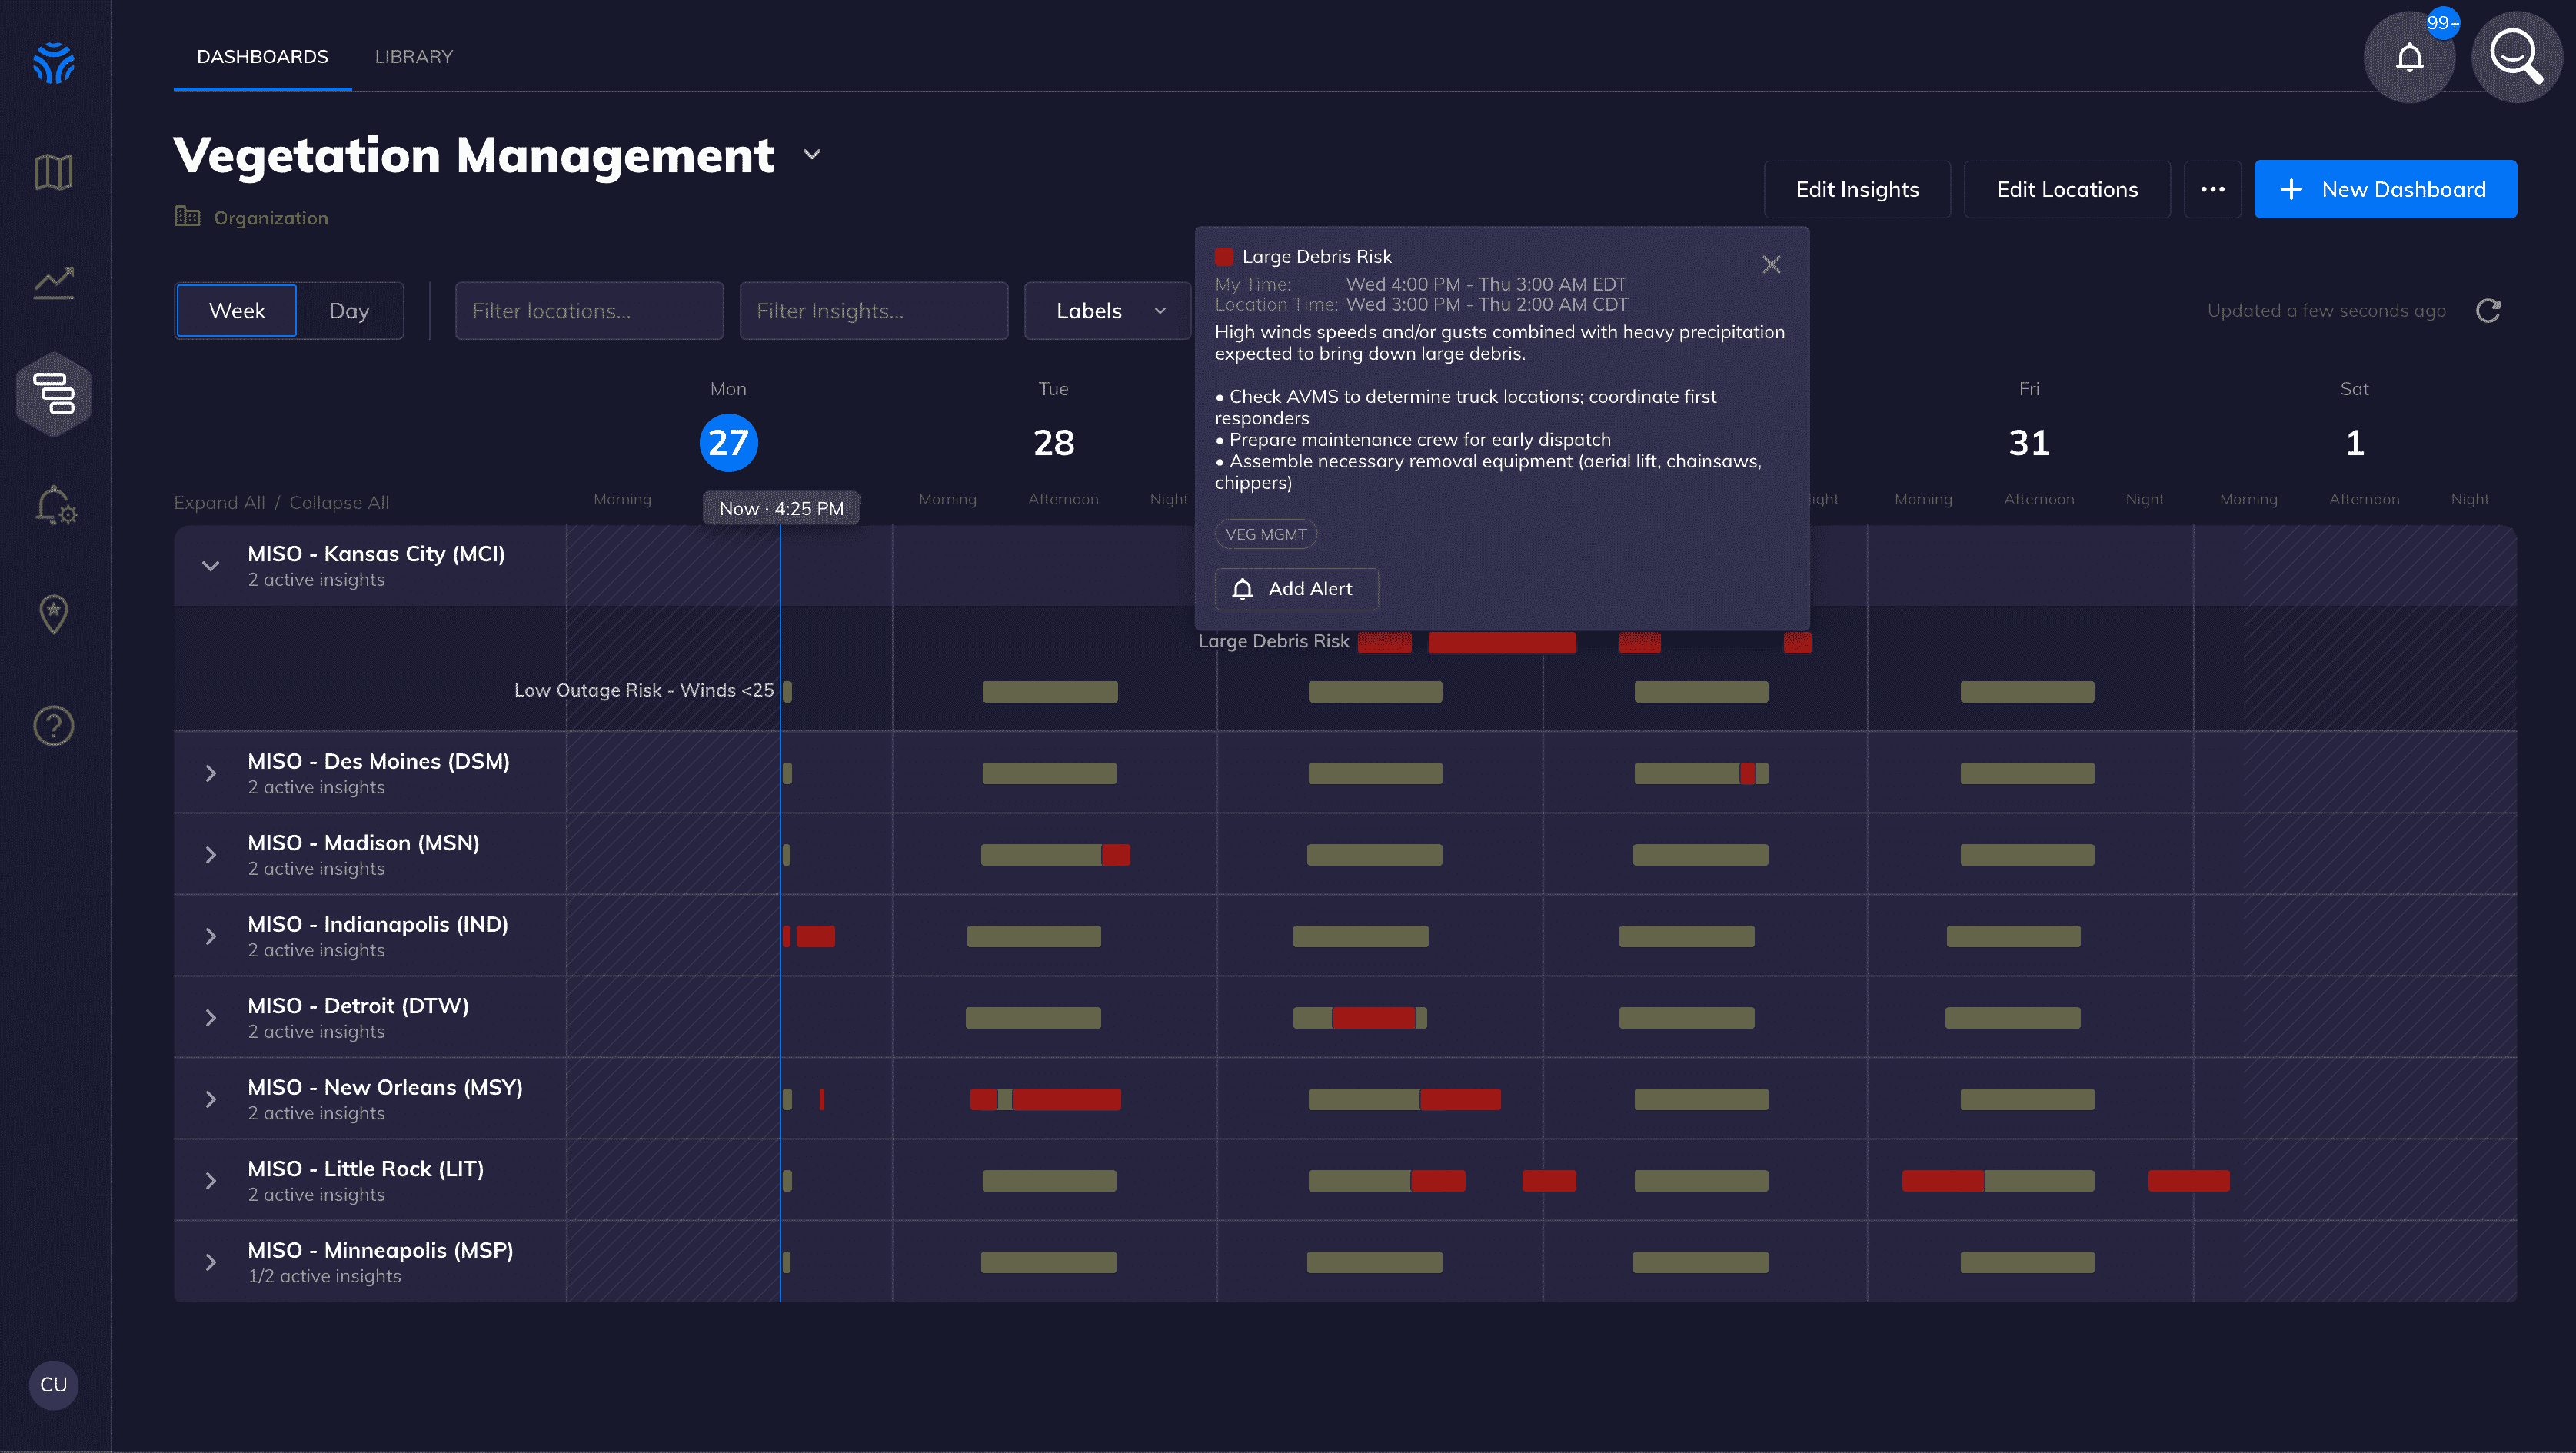 DASHBOARDS LIBRARY
99+
Vegetation Management
Organization
Edit Insights Edit Locations New Dashboard
Week Day Filter locations... Filter Insights... Labels
Updated a few seconds ago
Large Debris Risk
My Time: Wed 4:00 PM - Thu 3:00 AM EDT
Location Time: Wed 3:00 PM - Thu 2:00 AM CDT
High winds speeds and/or gusts combined with heavy precipitation
expected to bring down large debris.
• Check AVMS to determine truck locations; coordinate first
responders
• Prepare maintenance crew for early dispatch
• Assemble necessary removal equipment (aerial lift, chainsaws,
chippers)
VEG MGMT
Add Alert
Mon Tue Fri Sat
27 28 31 1
Expand All / Collapse All
Morning Morning Afternoon Night Morning Afternoon Night Morning Afternoon Night
Now · 4:25 PM
MISO - Kansas City (MCI)
2 active insights
Large Debris Risk
Low Outage Risk - Winds <25
MISO - Des Moines (DSM)
2 active insights
MISO - Madison (MSN)
2 active insights
MISO - Indianapolis (IND)
2 active insights
MISO - Detroit (DTW)
2 active insights
MISO - New Orleans (MSY)
2 active insights
MISO - Little Rock (LIT)
2 active insights
MISO - Minneapolis (MSP)
1/2 active insights
CU